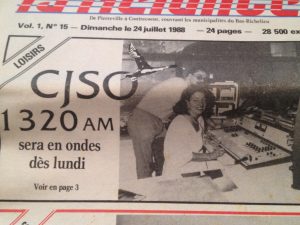 De Pierreville à Contrecoeur, couvrant les municipalités du Bas-Richelieu
Vol. 1, N° 15 - Dimanche le 24 juillet 1988 - 24 pages - 28 500 ex
LOISIRS
CJSO
1320 AM
sera en ondes
dès lundi
Voir en page 3